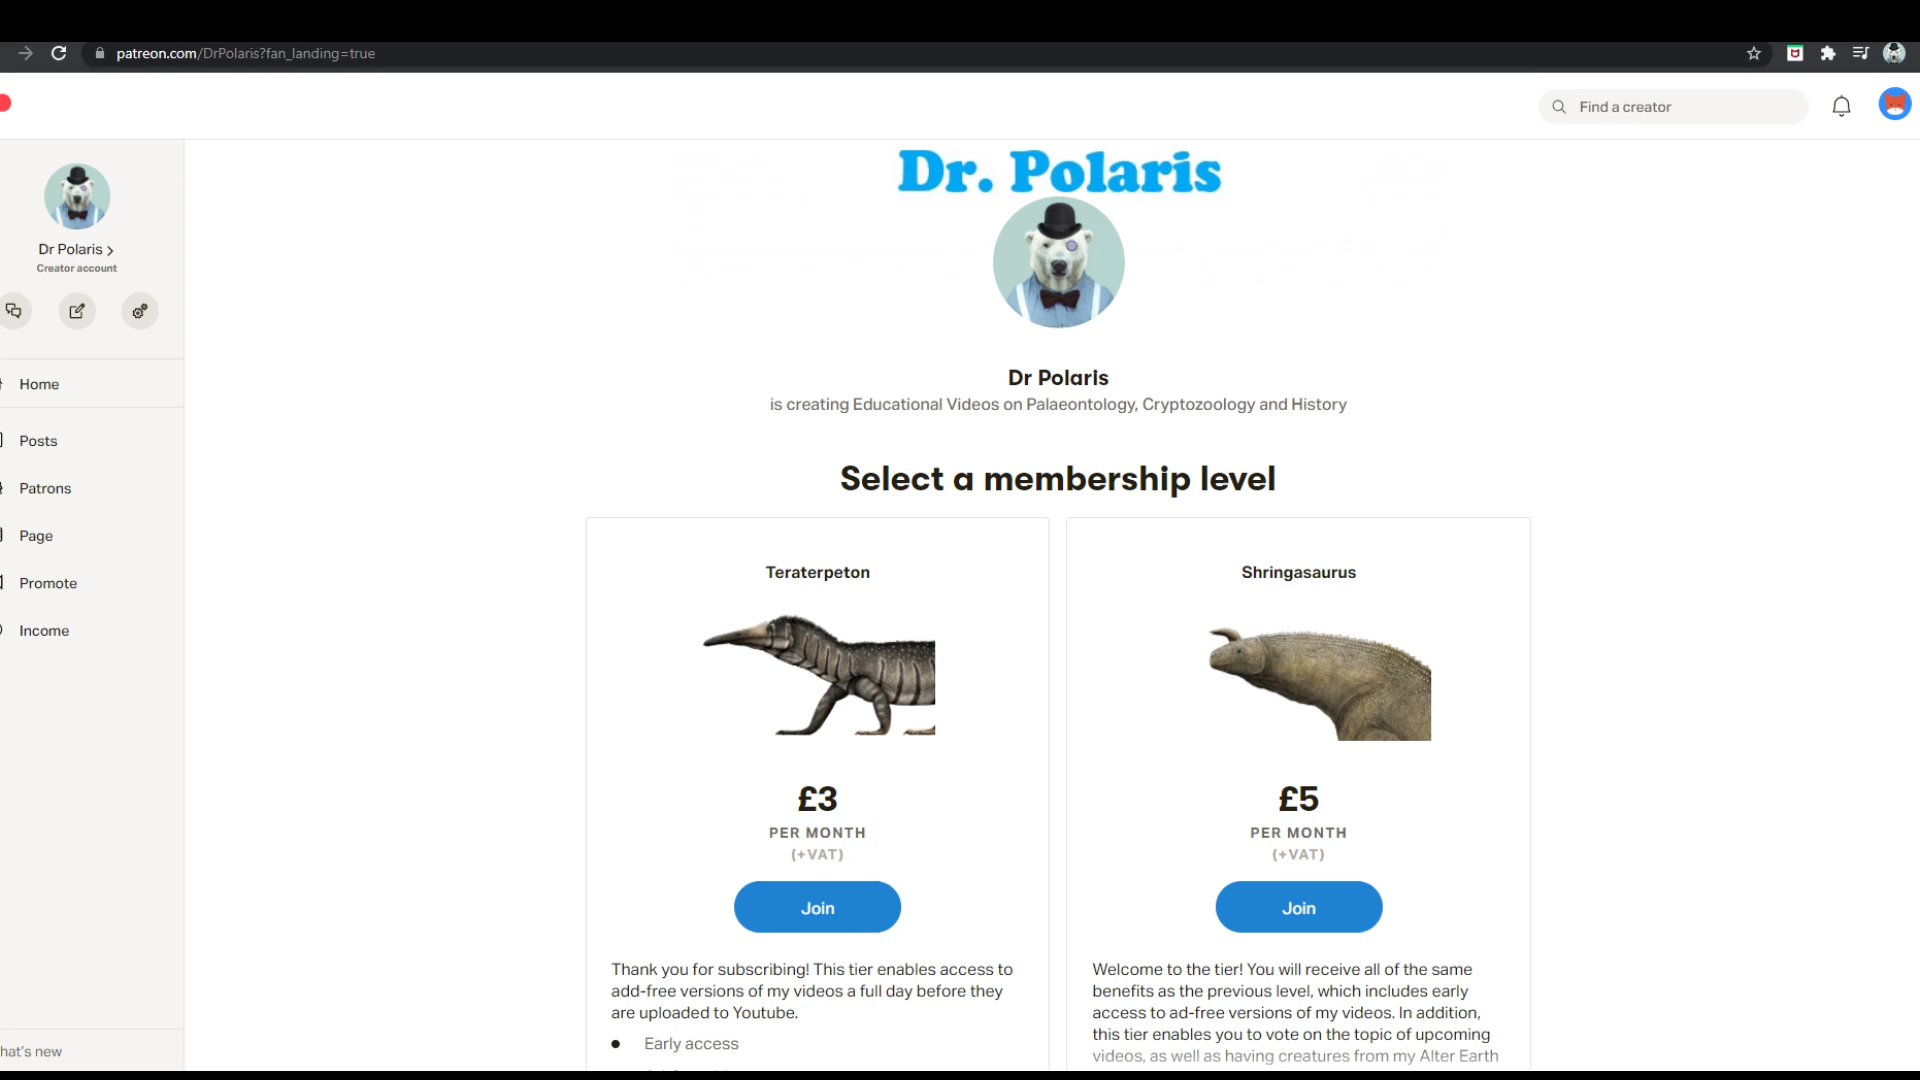 patreon.com/DrPolaris?fan_landing=true
Find a creator
Dr. Polaris
Dr Polaris
Creator account
Home
Posts
Patrons
Page
Promote
Income
hat's new
Dr Polaris
is creating Educational Videos on Palaeontology, Cryptozoology and History
Select a membership level
Teraterpeton
£3
PER MONTH
(+VAT)
Join
Thank you for subscribing! This tier enables access to
add-free versions of my videos a full day before they
are uploaded to Youtube.
Early access
Shringasaurus
£5
PER MONTH
(+VAT)
Join
Welcome to the tier! You will receive all of the same
benefits as the previous level, which includes early
access to ad-free versions of my videos. In addition,
this tier enables you to vote on the topic of upcoming
videos, as well as having creatures from my Alter Earth